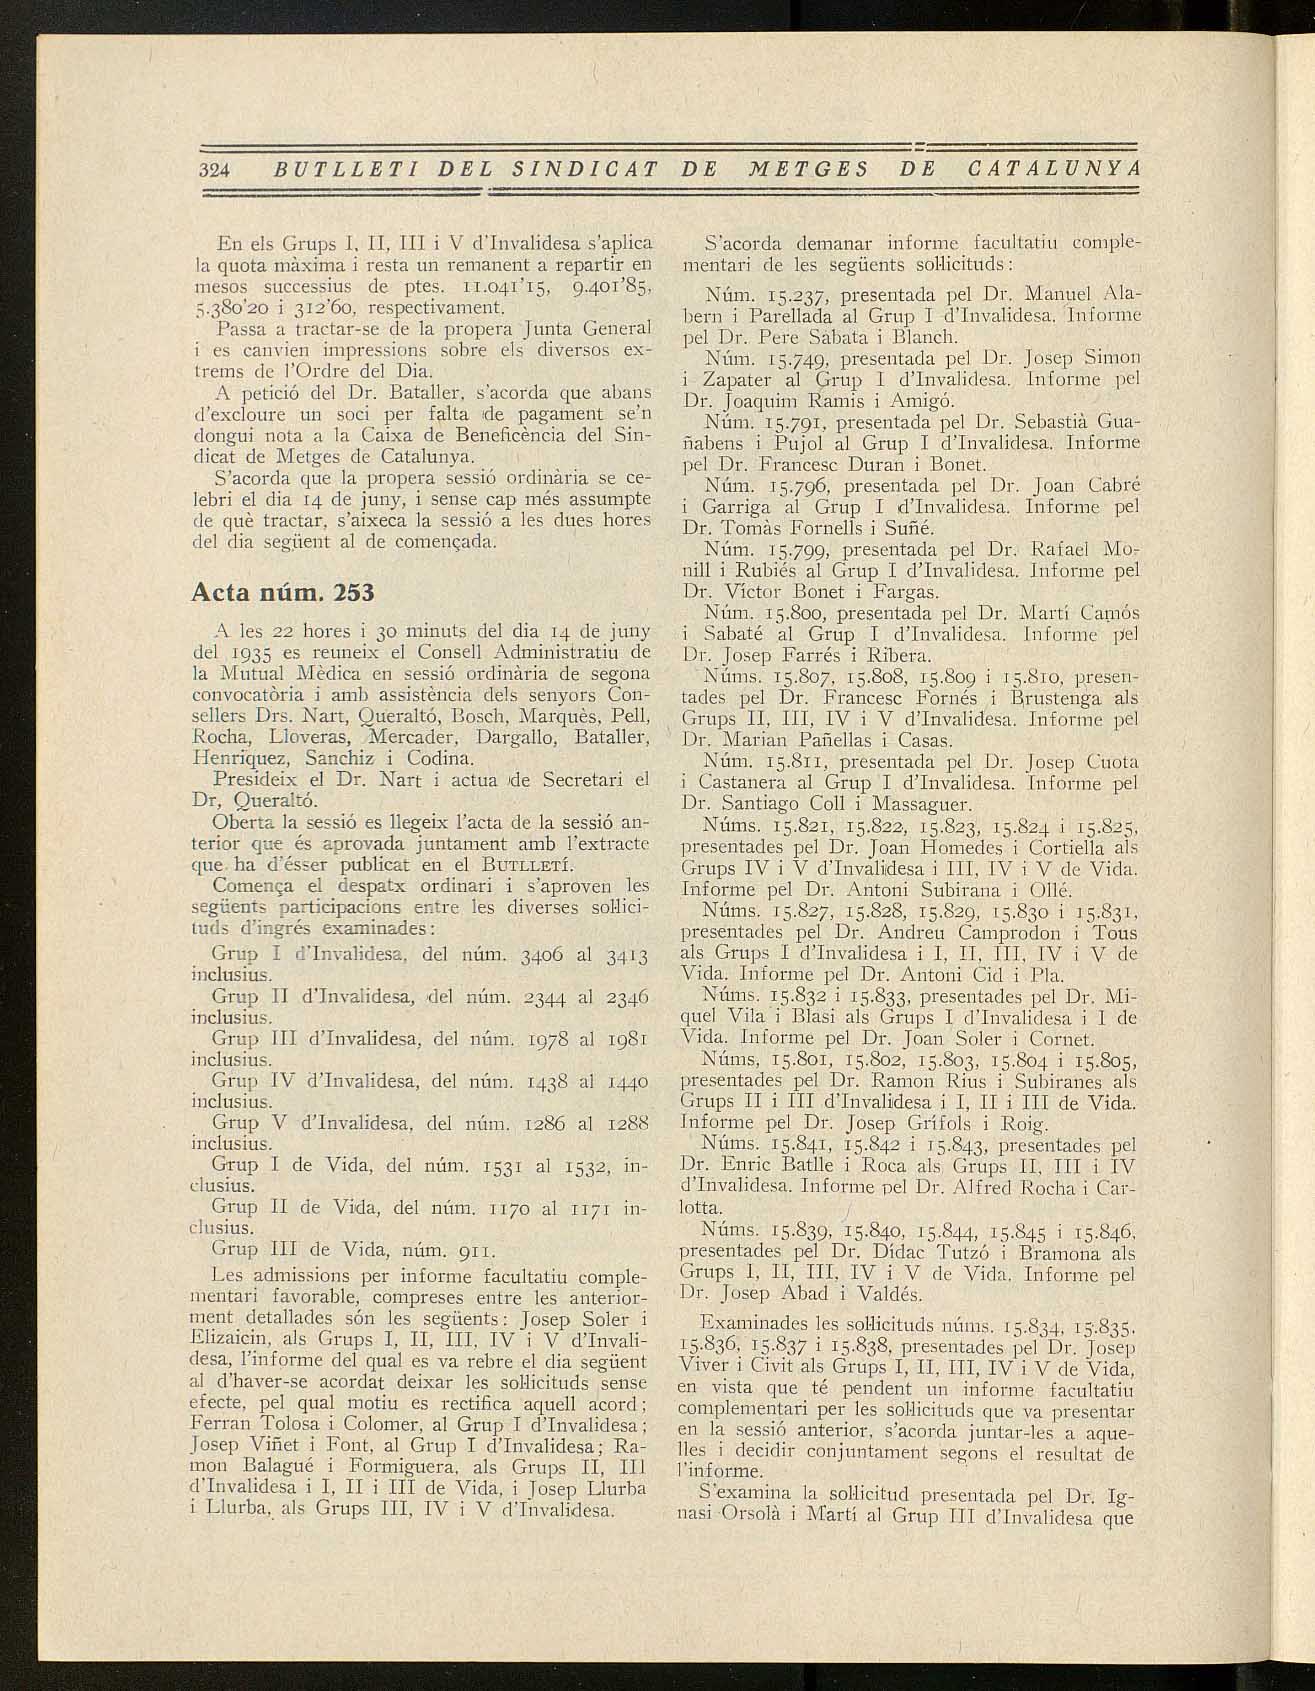 324 BUTLLETI DEL SINDICAT DE METGES DE CATALUNYA
En els Grups I, II, III i V d'Invalidesa s'aplica
la quota màxima i resta un remanent a repartir en
mesos successius de ptes. 11.041'15, 9.401'85,
5.380'20 i 312'60, respectivament.
Passa a tractar-se de la propera Junta General
i es canvien impressions sobre els diversos ex-
trems de l'Ordre del Dia.
A petició del Dr. Bataller, s'acorda que abans
d'excloure un soci per falta de pagament se'n
dongui nota a la Caixa de Beneficència del Sin-
dicat de Metges de Catalunya.
S'acorda que la propera sessió ordinària se ce-
lebri el dia 14 de juny, i sense cap més assumpte
de què tractar, s'aixeca la sessió a les dues hores
del dia següent al de començada.
Acta núm. 253
A les 22 hores i 30 minuts del dia 14 de juny
del 1935 es reuneix el Consell Administratiu de
la Mutual Mèdica en sessió ordinària de segona
convocatòria i amb assistència dels senyors Con-
sellers Drs. Nart, Queraltó, Bosch, Marquès, Pell,
Rocha, Lloveras, Mercader, Dargallo, Bataller,
Henríquez, Sanchiz i Codina.
Presideix el Dr. Nart i actua de Secretari el
Dr, Queraltó.
Oberta la sessió es llegeix l'acta de la sessió an-
terior que és aprovada juntament amb l'extracte
que ha d'ésser publicat en el BUTLLETÍ.
Comença el despatx ordinari i s'aproven les
següents participacions entre les diverses sol·lici-
tuds d'ingrés examinades:
Grup I d'Invalidesa, del núm. 3406 al 3413
inclusius.
Grup II d'Invalidesa, del núm. 2344 al 2346
inclusius.
Grup III d'Invalidesa, del núm. 1978 al 1981
inclusius.
Grup IV d'Invalidesa, del núm. 1438 al 1440
inclusius.
Grup V d'Invalidesa, del núm. 1286 al 1288
inclusius.
Grup I de Vida, del núm. 1531 al 1532, in-
clusius.
Grup II de Vida, del núm. 1170 al 1171 in-
clusius.
Grup III de Vida, núm. 911.
Les admissions per informe facultatiu comple-
mentari favorable, compreses entre les anterior-
ment detallades són les següents: Josep Soler i
Elizaicin, als Grups I, II, III, IV i V d'Invali-
desa, l'informe del qual es va rebre el dia següent
al d'haver-se acordat deixar les sol·licituds sense
efecte, pel qual motiu es rectifica aquell acord;
Ferran Tolosa i Colomer, al Grup I d'Invalidesa;
Josep Viñet i Font, al Grup I d'Invalidesa; Ra-
mon Balagué i Formiguera, als Grups II, III
d'Invalidesa i I, II i III de Vida, i Josep Llurba
i Llurba, als Grups III, IV i V d'Invalidesa.
S'acorda demanar informe facultatiu comple-
mentari de les següents sol·licituds:
Núm. 15.237, presentada pel Dr. Manuel Ala-
bern i Parellada al Grup I d'Invalidesa. Informe
pel Dr. Pere Sabata i Blanch.
Núm. 15.749, presentada pel Dr. Josep Simon
i Zapater al Grup I d'Invalidesa. Informe pel
Dr. Joaquim Ramis i Amigó.
Núm. 15.791, presentada pel Dr. Sebastià Gua-
ñabens i Pujol al Grup I d'Invalidesa. Informe
pel Dr. Francesc Duran i Bonet.
Núm. 15.796, presentada pel Dr. Joan Cabré
i Garriga al Grup I d'Invalidesa. Informe pel
Dr. Tomàs Fornells i Suñé.
Núm. 15.799, presentada pel Dr. Rafael Mo-
nill i Rubiés al Grup I d'Invalidesa. Informe pel
Dr. Víctor Bonet i Fargas.
Núm. 15.800, presentada pel Dr. Martí Camós
i Sabaté al Grup I d'Invalidesa. Informe pel
Dr. Josep Farrés i Ribera.
Núms. 15.807, 15.808, 15.809 i 15.810, presen-
tades pel Dr. Francesc Fornés i Brustenga als
Grups II, III, IV i V d'Invalidesa. Informe pel
Dr. Marian Pañellas i Casas.
Núm. 15.811, presentada pel Dr. Josep Cuota
i Castanera al Grup I d'Invalidesa. Informe pel
Dr. Santiago Coll i Massaguer.
Núms. 15.821, 15.822, 15.823, 15.824 i 15.825,
presentades pel Dr. Joan Homedes i Cortiella als
Grups IV i V d'Invalidesa i III, IV i V de Vida.
Informe pel Dr. Antoni Subirana i Ollé.
Núms. 15.827, 15.828, 15.829, 15.830 i 15.831,
presentades pel Dr. Andreu Camprodon i Tous
als Grups I d'Invalidesa i I, II, III, IV i V de
Vida. Informe pel Dr. Antoni Cid i Pla.
Núms. 15.832 i 15.833, presentades pel Dr. Mi-
quel Vila i Blasi als Grups I d'Invalidesa i I de
Vida. Informe pel Dr. Joan Soler i Cornet.
Núms, 15.801, 15.802, 15.803, 15.804 i 15.805,
presentades pel Dr. Ramon Rius i Subiranes als
Grups II i III d'Invalidesa i I, II i III de Vida.
Informe pel Dr. Josep Grífols i Roig.
Núms. 15.841, 15.842 i 15.843, presentades pel
Dr. Enric Batlle i Roca als Grups II, III i IV
d'Invalidesa. Informe pel Dr. Alfred Rocha i Car-
lotta.
Núms. 15.839, 15.840, 15.844, 15.845 i 15.846,
presentades pel Dr. Dídac Tutzó i Bramona als
Grups I, II, III, IV i V de Vida. Informe pel
Dr. Josep Abad i Valdés.
Examinades les sol·licituds núms. 15.834, 15.835,
15.836, 15.837 i 15.838, presentades pel Dr. Josep
Viver i Civit als Grups I, II, III, IV i V de Vida,
en vista que té pendent un informe facultatiu
complementari per les sol·licituds que va presentar
en la sessió anterior, s'acorda juntar-les a aque-
lles i decidir conjuntament segons el resultat de
l'informe.
S'examina la sol·licitud presentada pel Dr. Ig-
nasi Orsolà i Martí al Grup III d'Invalidesa que